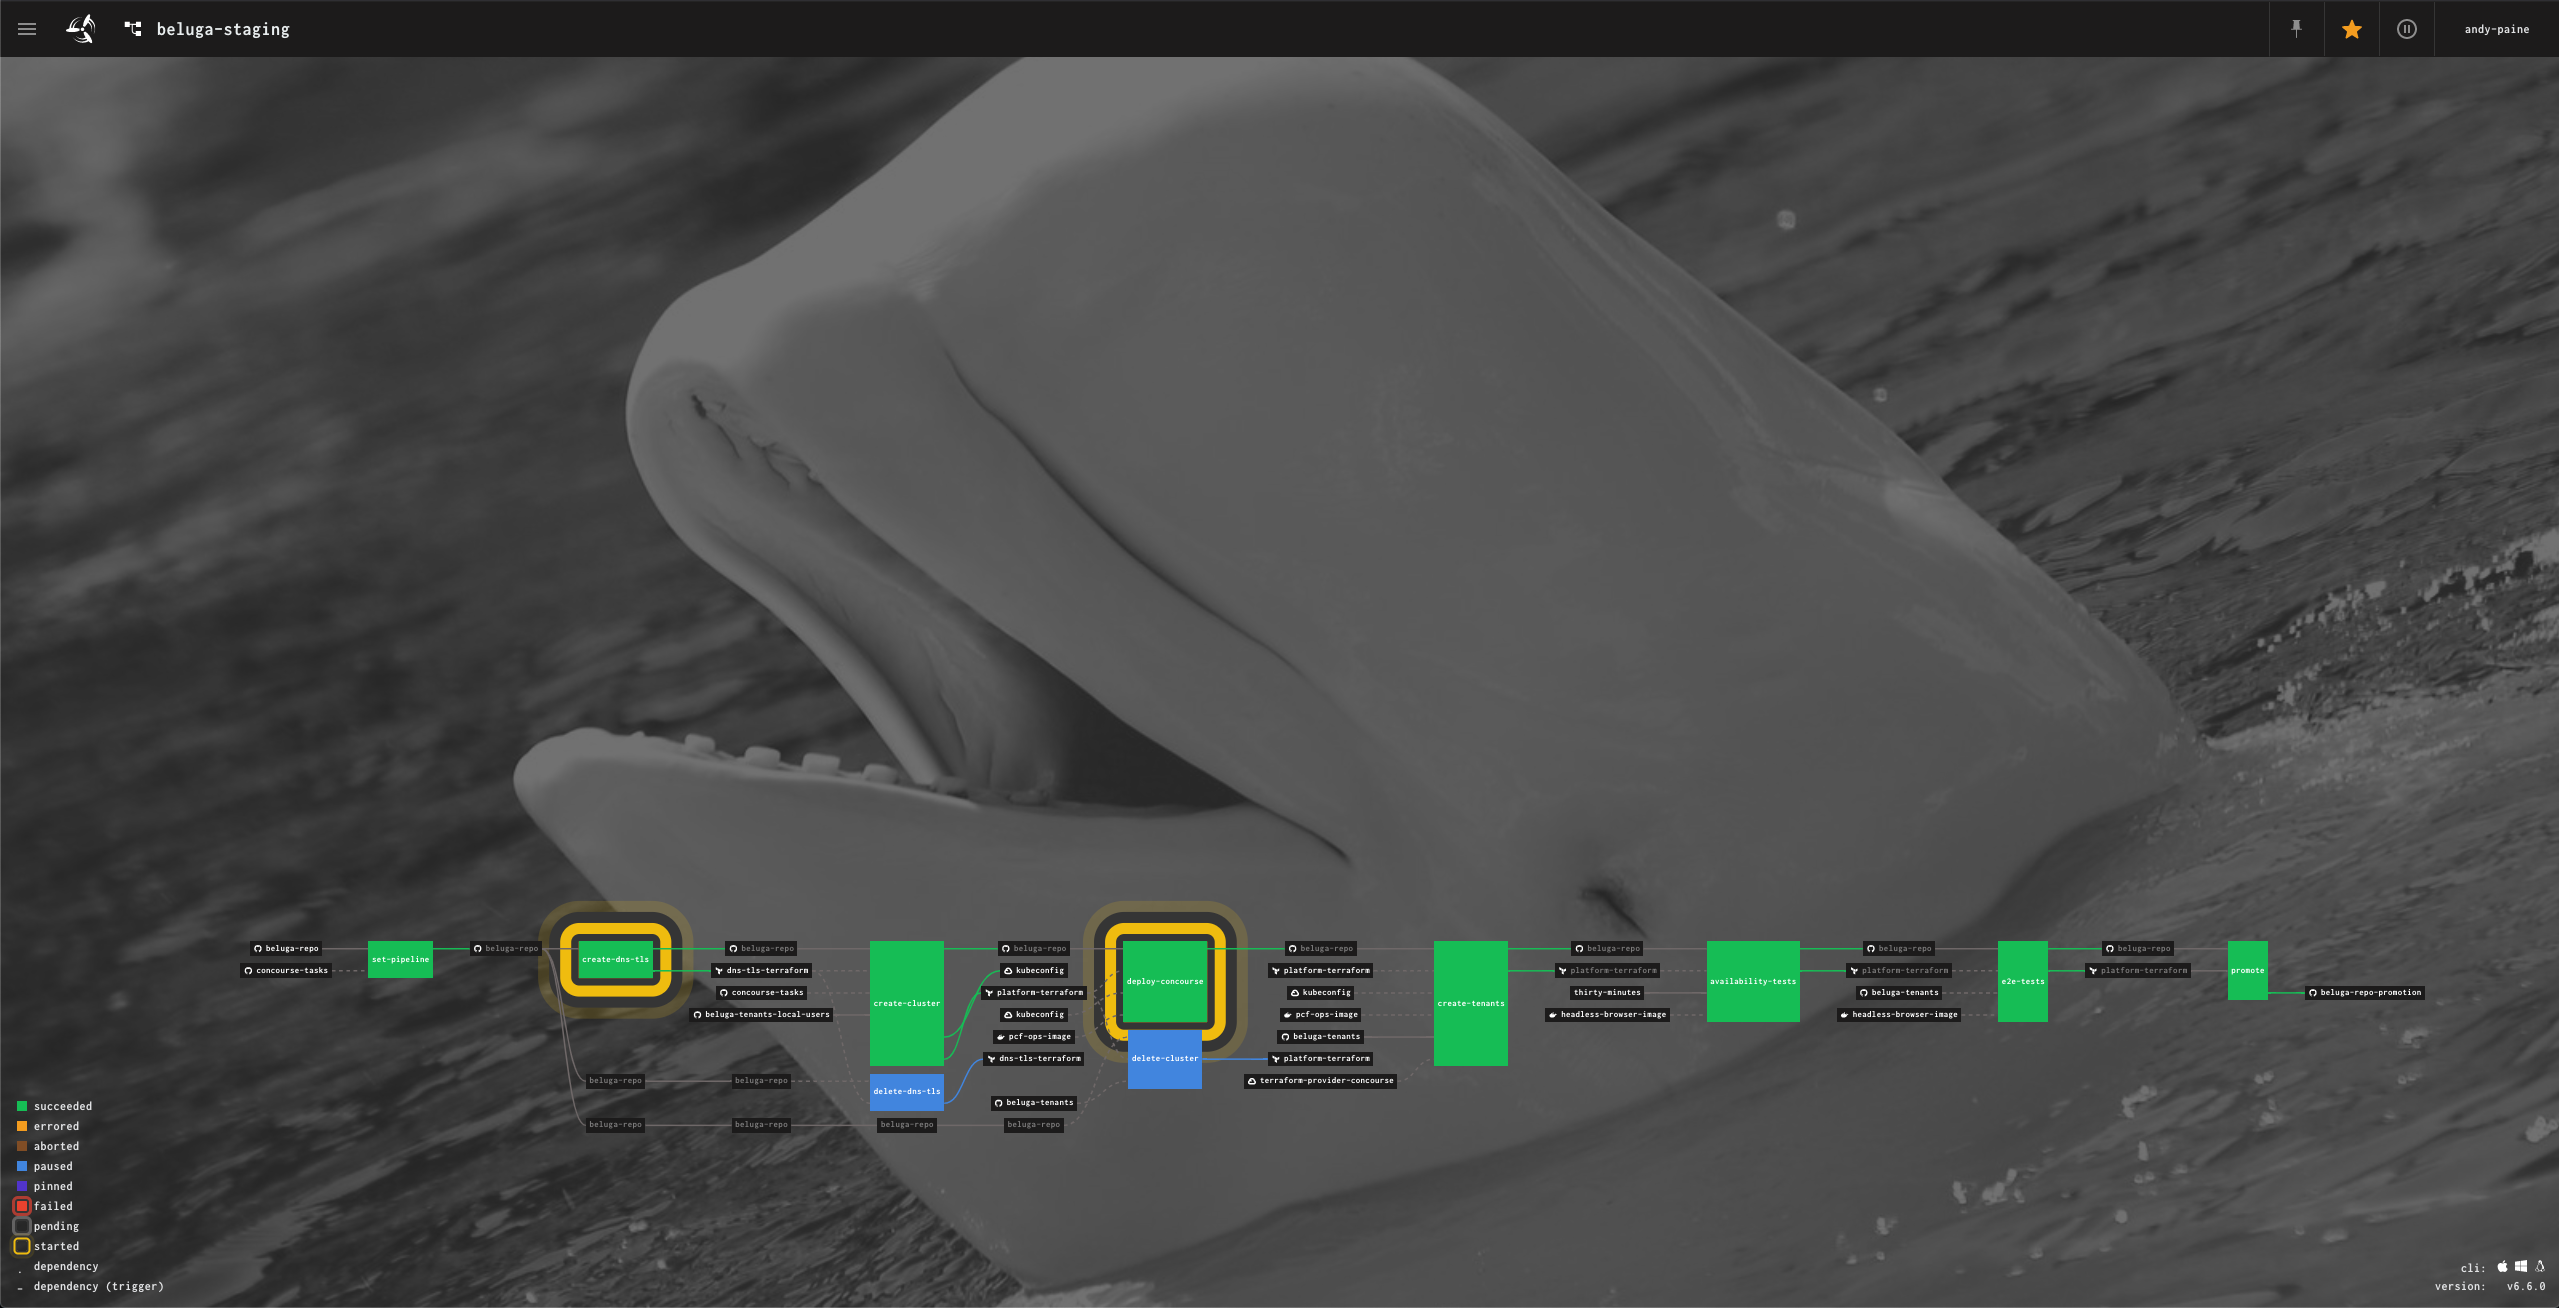 beluga-staging
andy-paine
beluga-repo
concourse-tasks
set-pipeline
beluga-repo
create-dns-tls
beluga-repo
dns-tls-terraform
concourse-tasks
beluga-tenants-local-users
beluga-repo
beluga-repo
beluga-repo
beluga-repo
create-cluster
delete-dns-tls
beluga-repo
beluga-repo
kubeconfig
platform-terraform
kubeconfig
pcf-ops-image
dns-tls-terraform
beluga-tenants
beluga-repo
deploy-concourse
delete-cluster
beluga-repo
platform-terraform
kubeconfig
pcf-ops-image
beluga-tenants
platform-terraform
terraform-provider-concourse
create-tenants
beluga-repo
platform-terraform
thirty-minutes
headless-browser-image
availability-tests
beluga-repo
platform-terraform
beluga-tenants
headless-browser-image
e2e-tests
beluga-repo
platform-terraform
promote
beluga-repo-promotion
succeeded
errored
aborted
paused
pinned
failed
pending
started
dependency
dependency (trigger)
cli:
version: v6.6.0